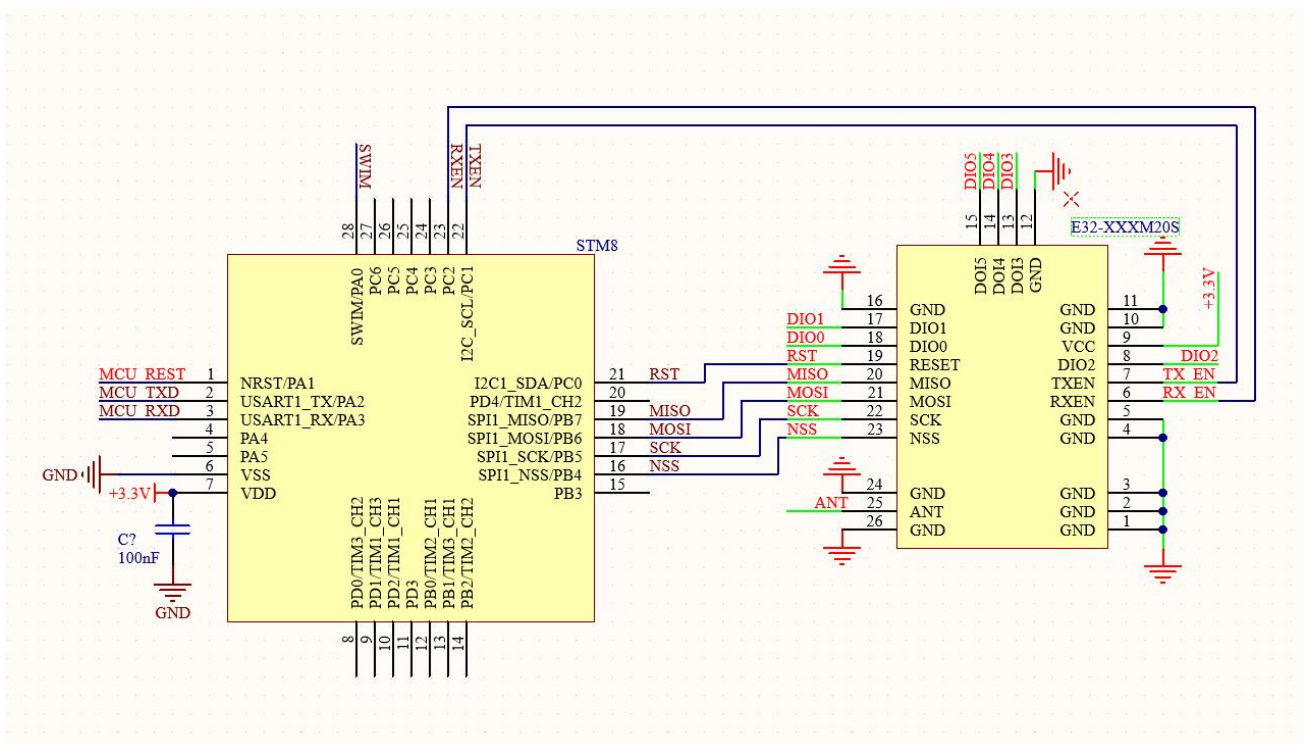 SWIM
RXEN
TXEN
28
27
26
25
24
23
22
STM8
SWIM/PA0
PC6
PC5
PC4
PC3
PC2
I2C_SCL/PC1
MCU_REST 1 NRST/PA1
MCU_TXD 2 USART1_TX/PA2
MCU_RXD 3 USART1_RX/PA3
4 PA4
5 PA5
GND 6 VSS
+3.3V 7 VDD
C?
100nF
GND
I2C1_SDA/PC0 21 RST
PD4/TIM1_CH2 20
SPI1_MISO/PB7 19 MISO
SPI1_MOSI/PB6 18 MOSI
SPI1_SCK/PB5 17 SCK
SPI1_NSS/PB4 16 NSS
PB3 15
PD0/TIM3_CH2
PD1/TIM1_CH3
PD2/TIM1_CH1
PD3
PB0/TIM2_CH1
PB1/TIM3_CH1
PB2/TIM2_CH2
8
9
10
11
12
13
14
DIO5
DIO4
DIO3
15
14
13
12
E32-XXXM20S
DOI5
DOI4
DOI3
GND
16 GND
DIO1 17 DIO1
DIO0 18 DIO0
RST 19 RESET
MISO 20 MISO
MOSI 21 MOSI
SCK 22 SCK
NSS 23 NSS
24 GND
ANT 25 ANT
26 GND
+3.3V
GND 11
GND 10
VCC 9
DIO2 8 DIO2
TXEN 7 TX_EN
RXEN 6 RX_EN
GND 5
GND 4
GND 3
GND 2
GND 1